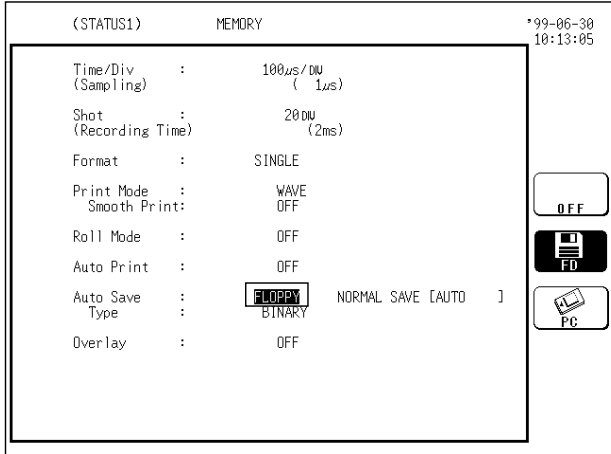 (STATUS1) MEMORY '99-06-30
10:13:05
Time/Div : 100µs/DIV
(Sampling) ( 1µs)
Shot : 20DIV
(Recording Time) (2ms)
Format : SINGLE
Print Mode : WAVE
Smooth Print: OFF
Roll Mode : OFF
Auto Print : OFF
Auto Save : FLOPPY NORMAL SAVE [AUTO ]
Type : BINARY
Overlay : OFF
OFF
FD
PC